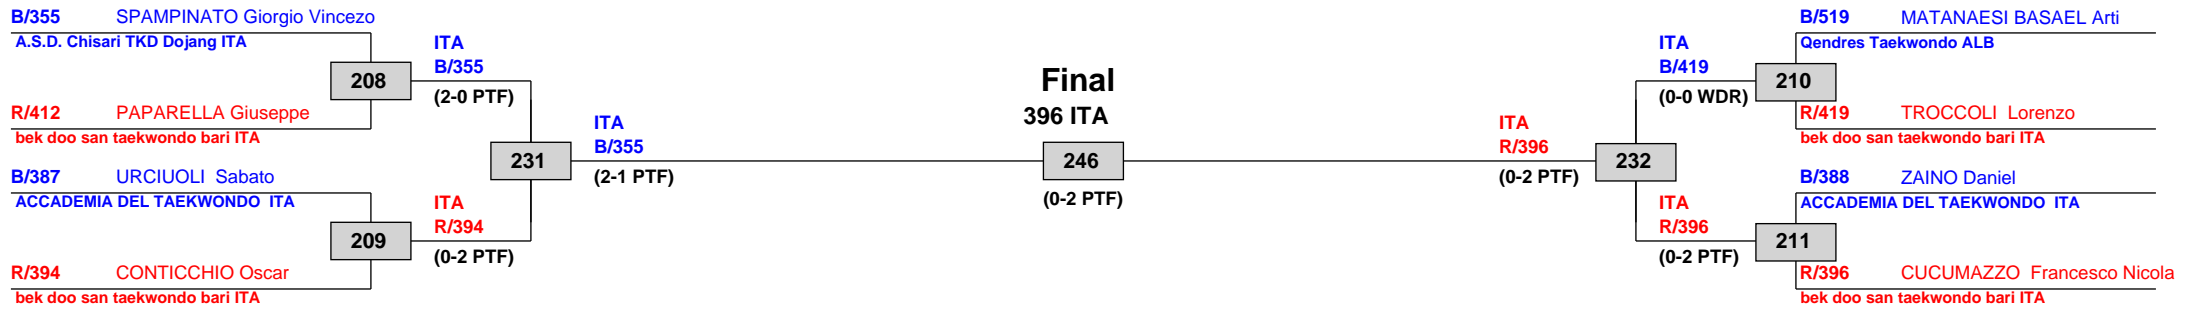 B/355 SPAMPINATO Giorgio Vincezo
A.S.D. Chisari TKD Dojang ITA
208
ITA
B/355
(2-0 PTF)
R/412 PAPARELLA Giuseppe
bek doo san taekwondo bari ITA
231
ITA
B/355
(2-1 PTF)
B/387 URCIUOLI Sabato
ACCADEMIA DEL TAEKWONDO ITA
209
ITA
R/394
(0-2 PTF)
R/394 CONTICCHIO Oscar
bek doo san taekwondo bari ITA
Final
396 ITA
246
(0-2 PTF)
B/519 MATANAESI BASAEL Arti
Qendres Taekwondo ALB
ITA
B/419
(0-0 WDR)
210
R/419 TROCCOLI Lorenzo
bek doo san taekwondo bari ITA
ITA
R/396
(0-2 PTF)
232
B/388 ZAINO Daniel
ACCADEMIA DEL TAEKWONDO ITA
ITA
R/396
(0-2 PTF)
211
R/396 CUCUMAZZO Francesco Nicola
bek doo san taekwondo bari ITA